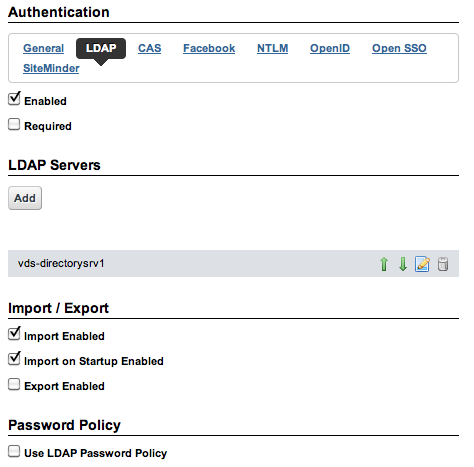 Authentication
General LDAP CAS Facebook NTLM OpenID Open SSO
SiteMinder
Enabled
Required
LDAP Servers
Add
vds-directorysrv1
Import / Export
Import Enabled
Import on Startup Enabled
Export Enabled
Password Policy
Use LDAP Password Policy